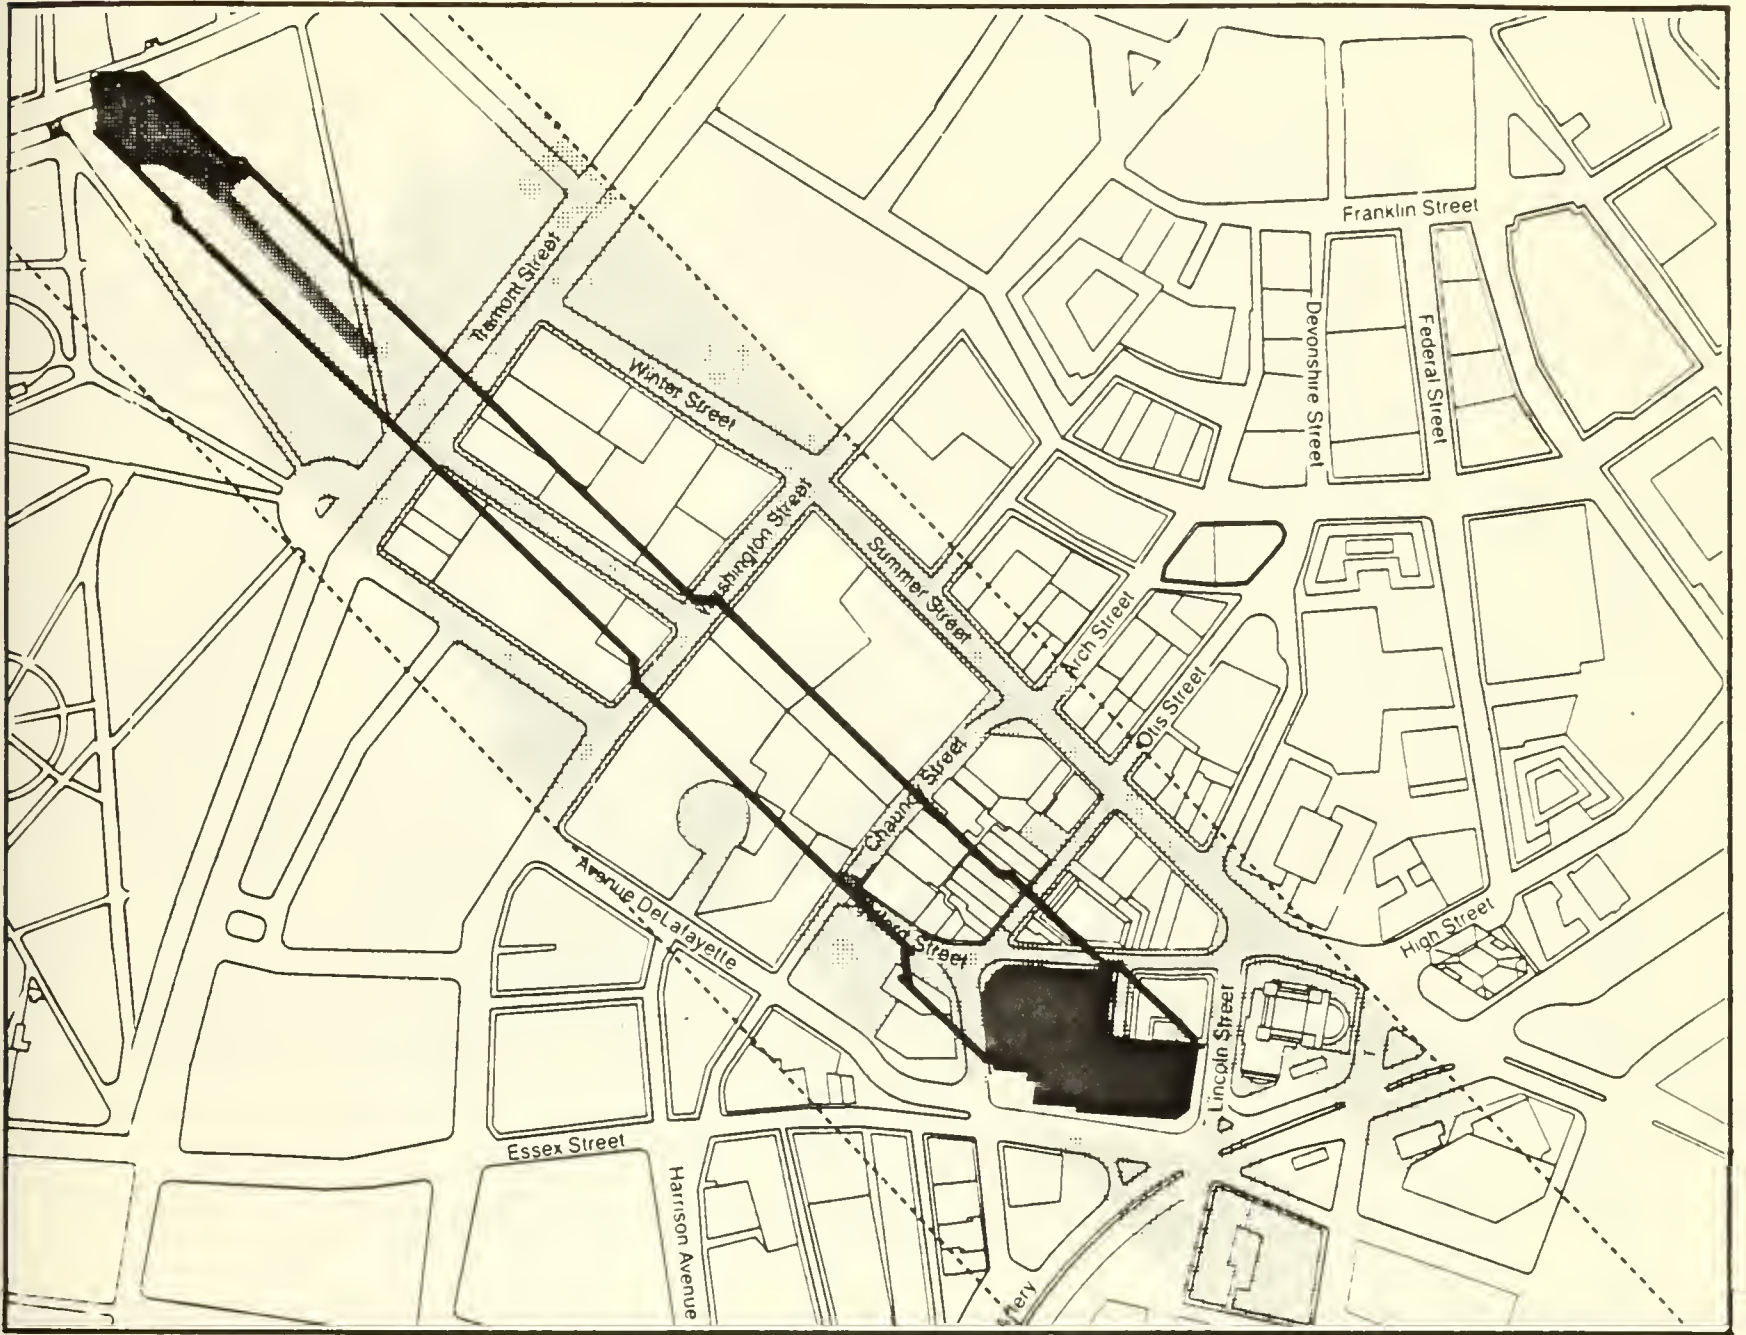 Franklin Street
Tremont Street
Devonshire Street
Federal Street
Winter Street
Washington Street
Summer Street
Arch Street
Otis Street
Chauncy Street
Avenue DeLafayette
High Street
Street
Lincoln Street
Essex Street
Harrison Avenue